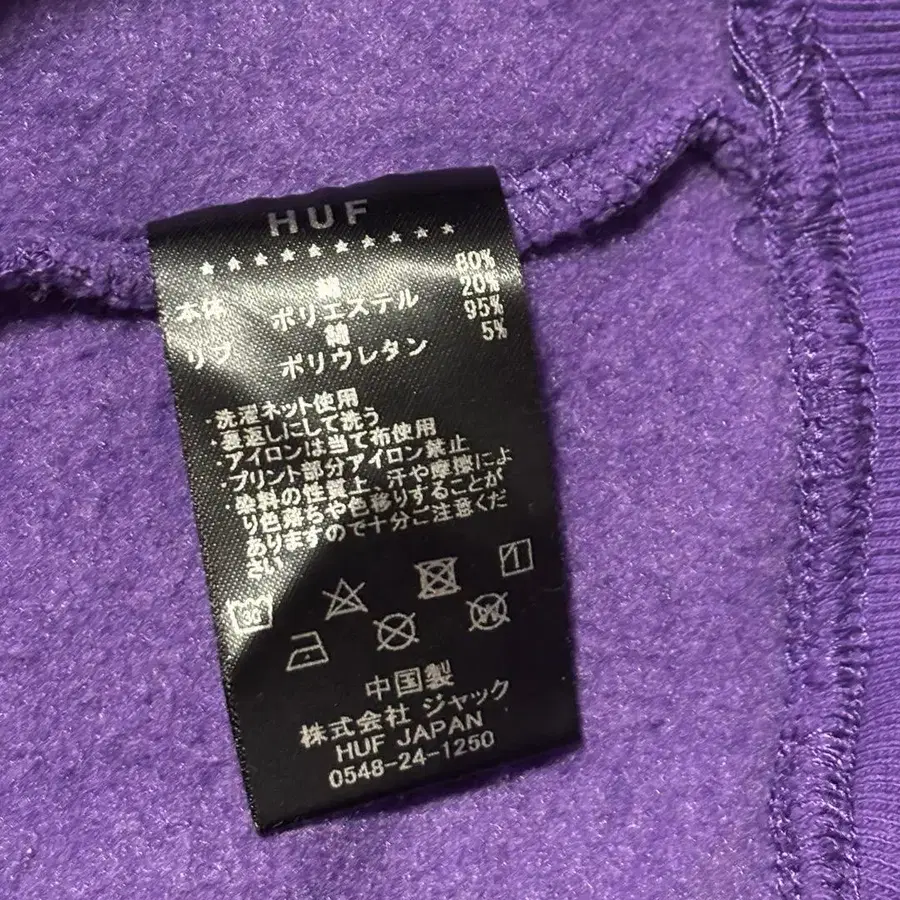 HUF
★★★★★★★★★★
本体 綿 80%
ポリエステル 20%
リブ 綿 95%
ポリウレタン 5%
・洗濯ネット使用
・裏返しにして洗う
・アイロンは当て布使用
・プリント部分アイロン禁止
・染料の性質上、汗や摩擦によ
り色落ちや色移りすることが
ありますので十分ご注意くだ
さい
中国製
株式会社 ジャック
HUF JAPAN
0548-24-1250